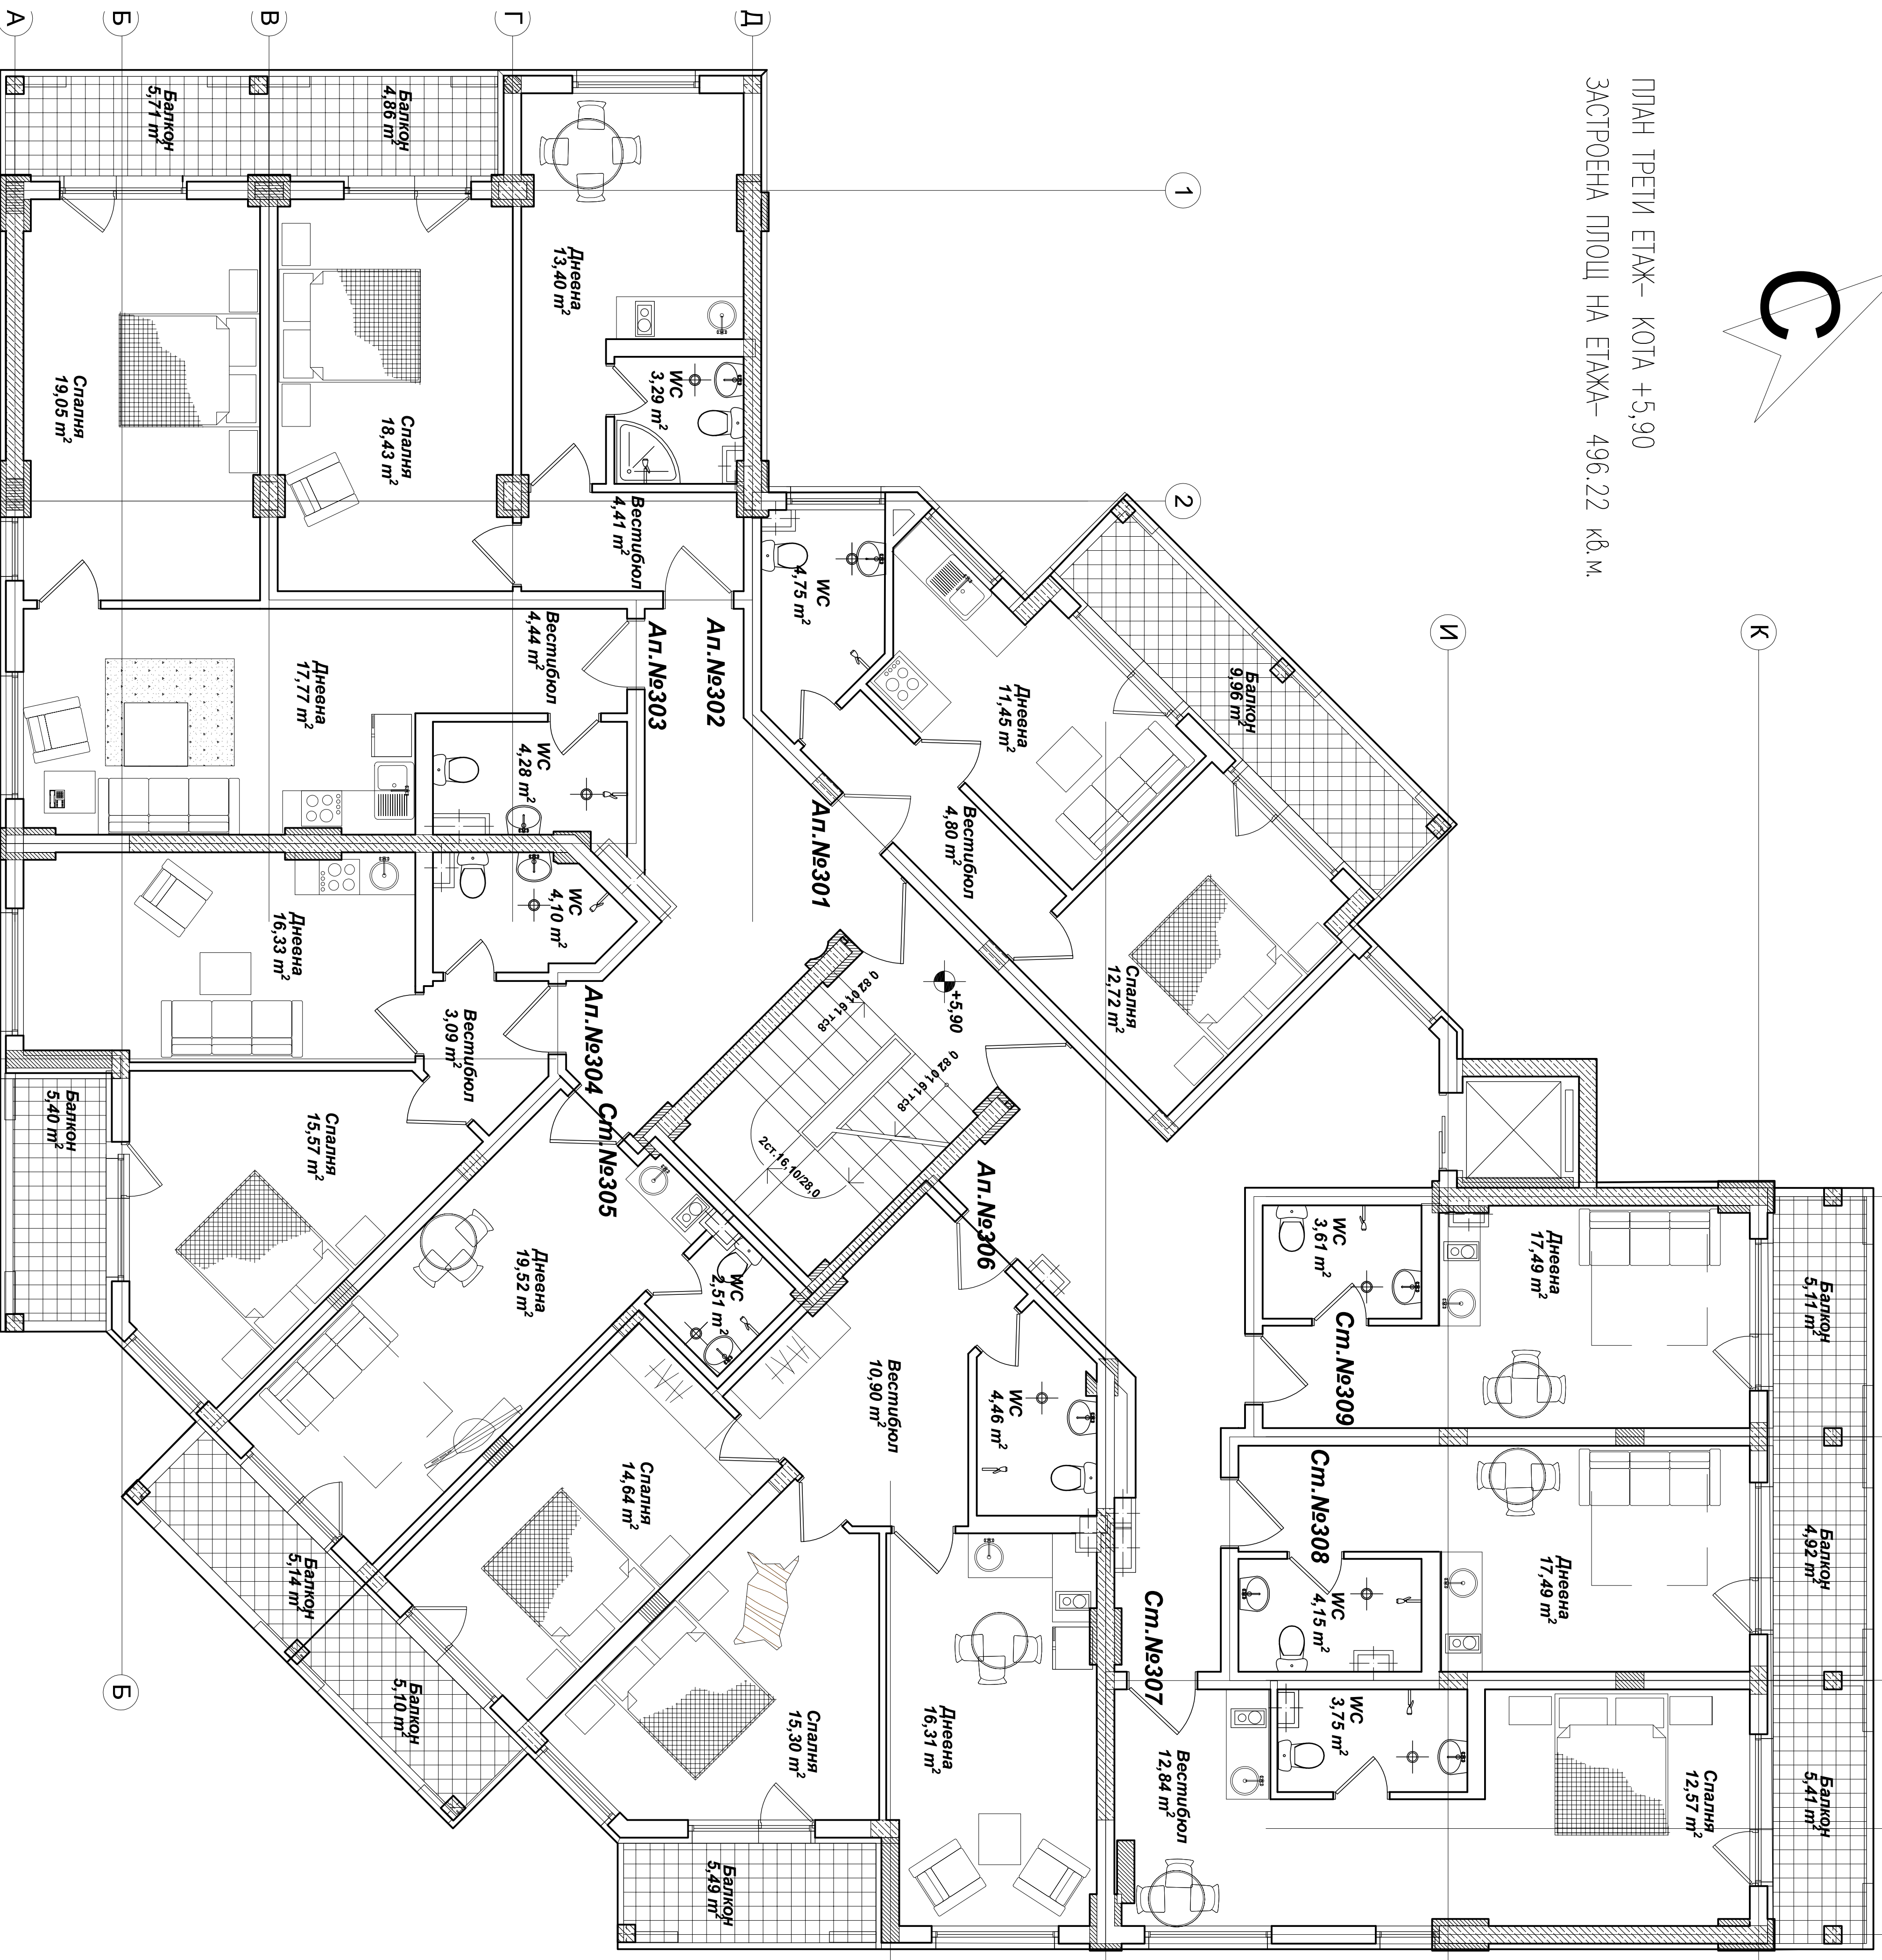 ПЛАН ТРЕТИ ЕТАЖ- КОТА +5,90
ЗАСТРОЕНА ПЛОЩ НА ЕТАЖА- 496.22 кв.м.
С
А
Б
В
Г
Д
1
2
И
К
Б
Балкон
5,71 m²
Балкон
4,86 m²
Дневна
13,40 m²
WC
3,29 m²
Спалня
19,05 m²
Спалня
18,43 m²
Вестибюл
4,41 m²
WC
4,75 m²
Дневна
11,45 m²
Балкон
9,96 m²
Вестибюл
4,44 m²
Ап.№303
Ап.№302
Дневна
17,77 m²
WC
4,28 m²
Ап.№301
Вестибюл
4,80 m²
Спалня
12,72 m²
WC
4,10 m²
Дневна
16,33 m²
Вестибюл
3,09 m²
Ап.№304
+5,90
Ст.№305
Ап.№306
2ст.16,10/28,0
Балкон
5,40 m²
Спалня
15,57 m²
Дневна
19,52 m²
WC
2,51 m²
Вестибюл
10,90 m²
WC
4,46 m²
WC
3,61 m²
Дневна
17,49 m²
Балкон
5,11 m²
Ст.№309
Ст.№308
Спалня
14,64 m²
Балкон
5,14 m²
Балкон
5,10 m²
Спалня
15,30 m²
Дневна
16,31 m²
Ст.№307
WC
4,15 m²
Дневна
17,49 m²
Балкон
4,92 m²
WC
3,75 m²
Вестибюл
12,84 m²
Спалня
12,57 m²
Балкон
5,41 m²
Балкон
5,49 m²